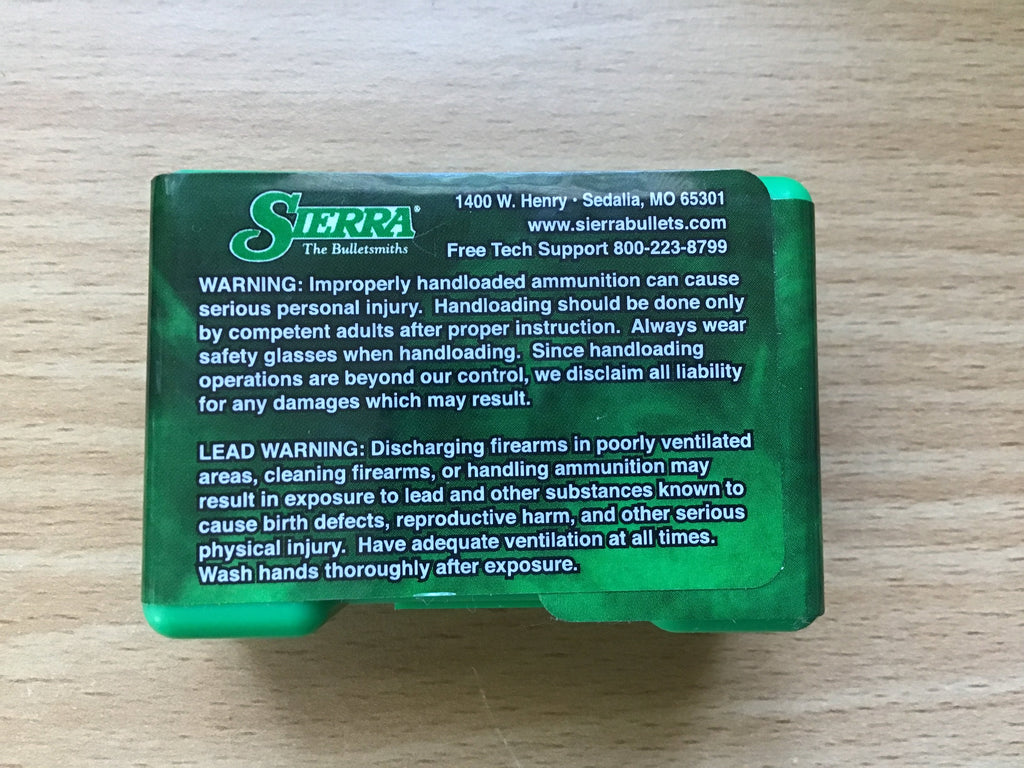 SIERRA®
The Bulletsmiths
1400 W. Henry · Sedalia, MO 65301
www.sierrabullets.com
Free Tech Support 800-223-8799
WARNING: Improperly handloaded ammunition can cause
serious personal injury. Handloading should be done only
by competent adults after proper instruction. Always wear
safety glasses when handloading. Since handloading
operations are beyond our control, we disclaim all liability
for any damages which may result.
LEAD WARNING: Discharging firearms in poorly ventilated
areas, cleaning firearms, or handling ammunition may
result in exposure to lead and other substances known to
cause birth defects, reproductive harm, and other serious
physical injury. Have adequate ventilation at all times.
Wash hands thoroughly after exposure.